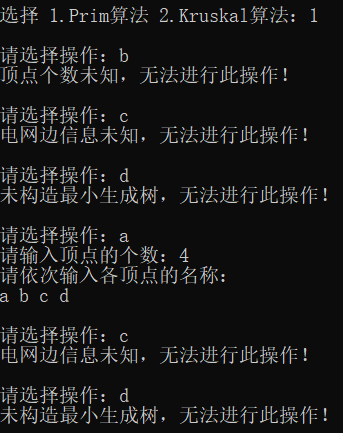 选择 1.Prim算法 2.Kruskal算法：1
请选择操作：b
顶点个数未知，无法进行此操作！
请选择操作：c
电网边信息未知，无法进行此操作！
请选择操作：d
未构造最小生成树，无法进行此操作！
请选择操作：a
请输入顶点的个数：4
请依次输入各顶点的名称：
a b c d
请选择操作：c
电网边信息未知，无法进行此操作！
请选择操作：d
未构造最小生成树，无法进行此操作！